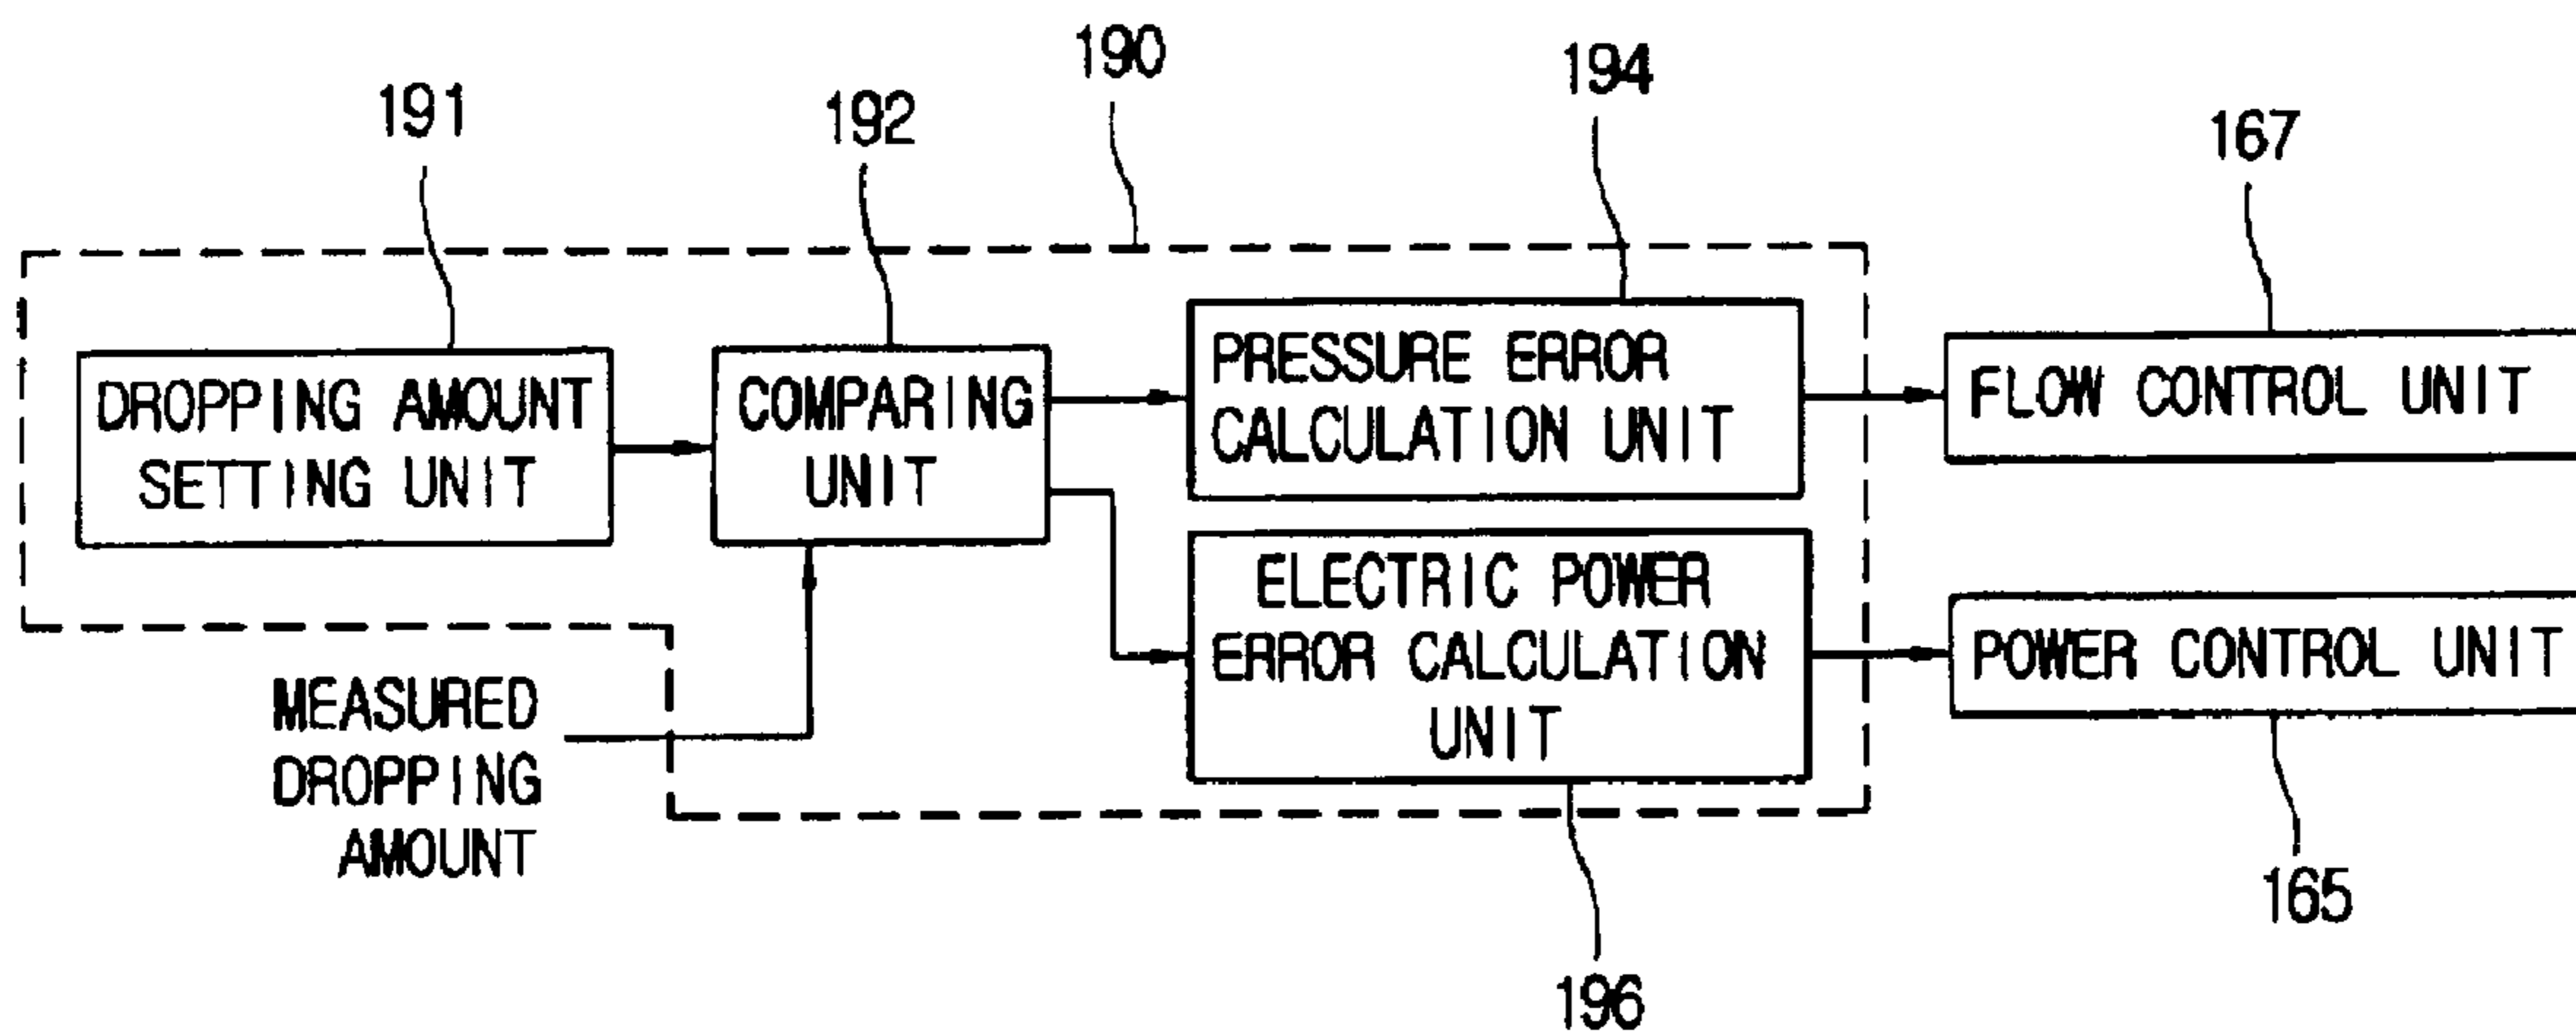 190
194
191
192
167
DROPPING AMOUNT
SETTING UNIT
COMPARING
UNIT
PRESSURE ERROR
CALCULATION UNIT
FLOW CONTROL UNIT
ELECTRIC POWER
ERROR CALCULATION
UNIT
POWER CONTROL UNIT
MEASURED
DROPPING
AMOUNT
165
196